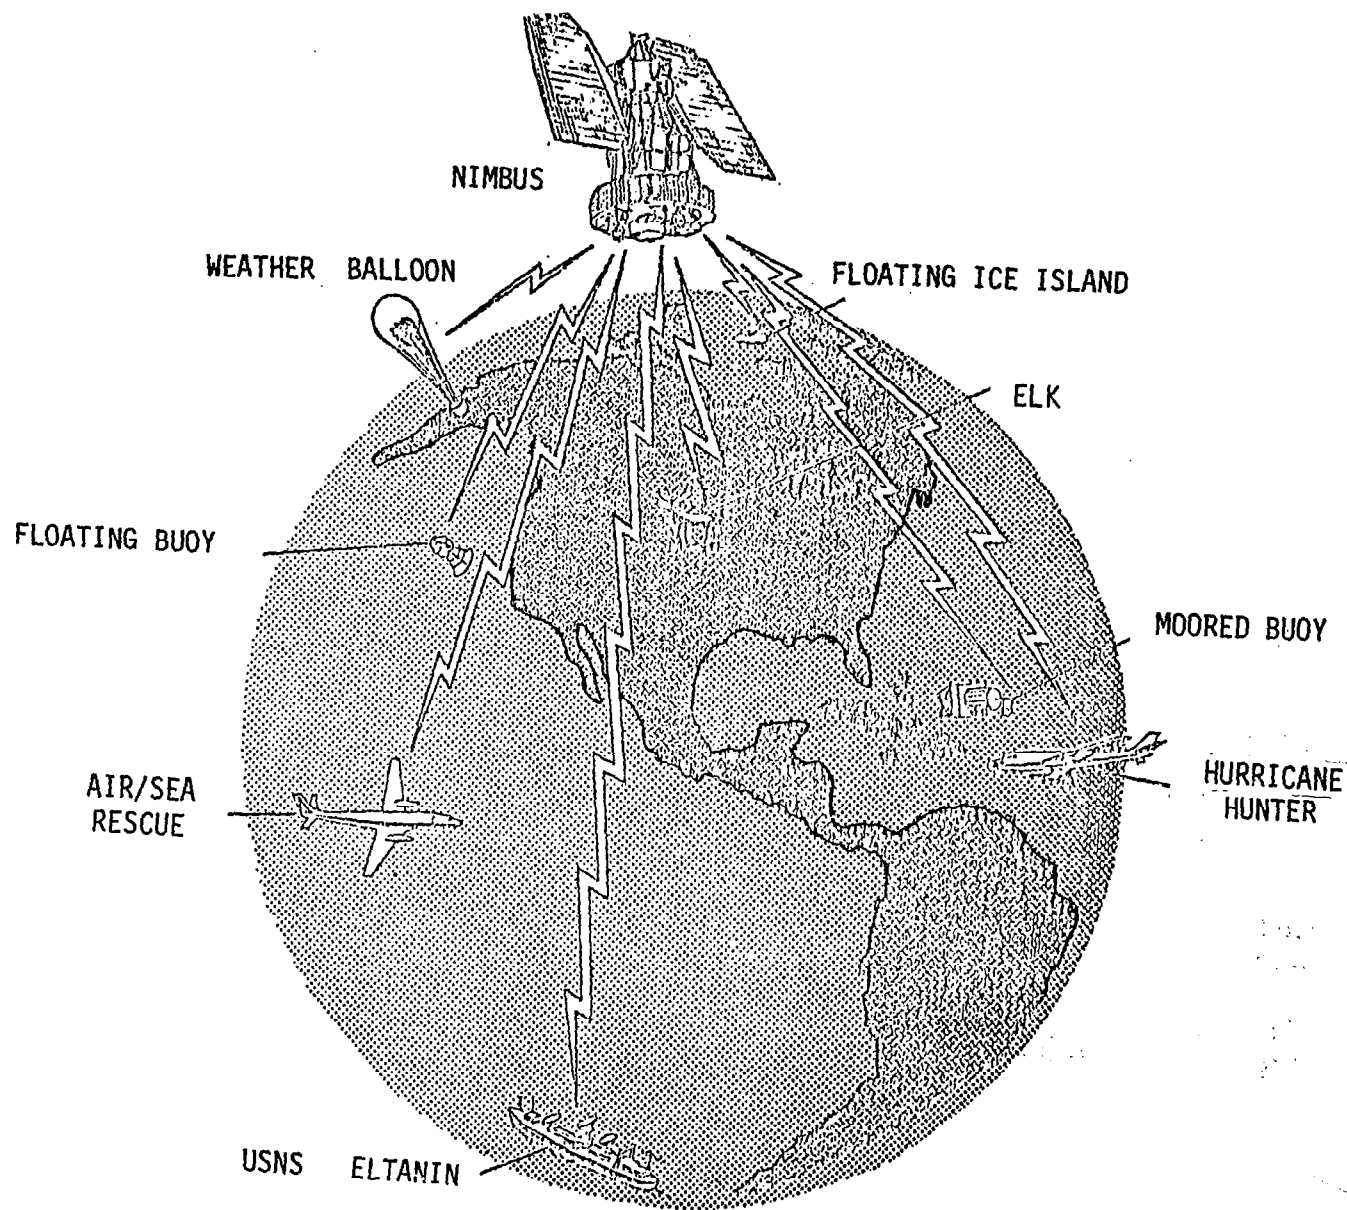 NIMBUS
WEATHER BALLOON
FLOATING ICE ISLAND
ELK
FLOATING BUOY
MOORED BUOY
AIR/SEA
RESCUE
HURRICANE
HUNTER
USNS ELTANIN